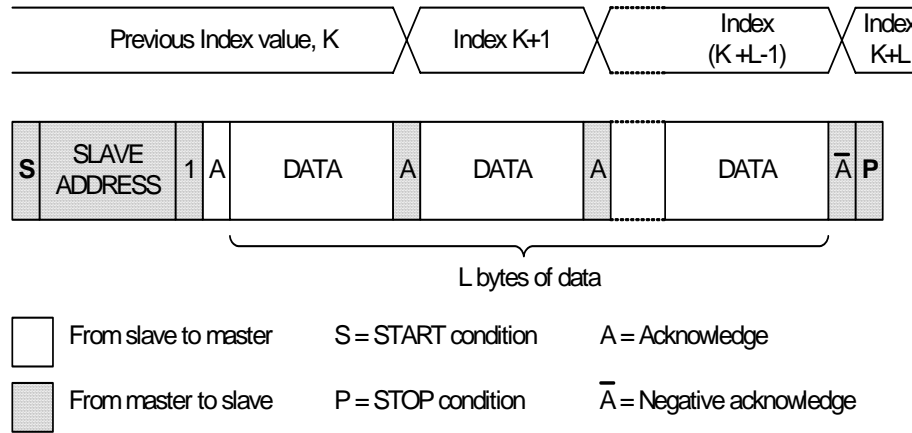 Previous Index value, K
Index K+1
Index
(K +L-1)
Index
K+L
S
SLAVE
ADDRESS
1
A
DATA
A
DATA
A
DATA
A̅
P
L bytes of data
From slave to master
S = START condition
A = Acknowledge
From master to slave
P = STOP condition
A̅ = Negative acknowledge